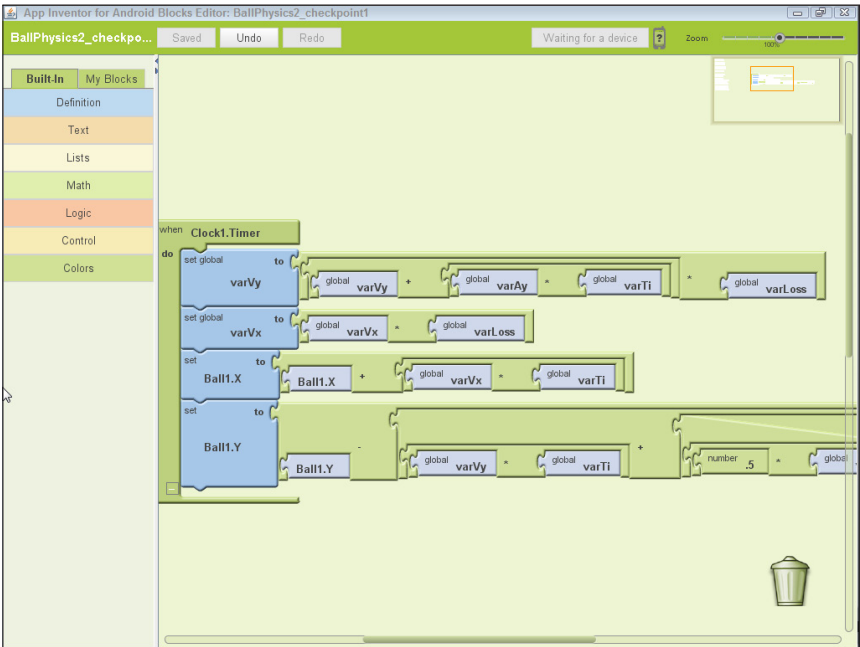 App Inventor for Android Blocks Editor: BallPhysics2_checkpoint1
BallPhysics2_checkpo... Saved Undo Redo Waiting for a device ? Zoom 100%
Built-In My Blocks
Definition
Text
Lists
Math
Logic
Control
Colors
when Clock1.Timer
do
set global varVy to global varVy + global varAy * global varTi * global varLoss
set global varVx to global varVx * global varLoss
set Ball1.X to Ball1.X + global varVx * global varTi
set Ball1.Y to Ball1.Y - global varVy * global varTi + number .5 * global